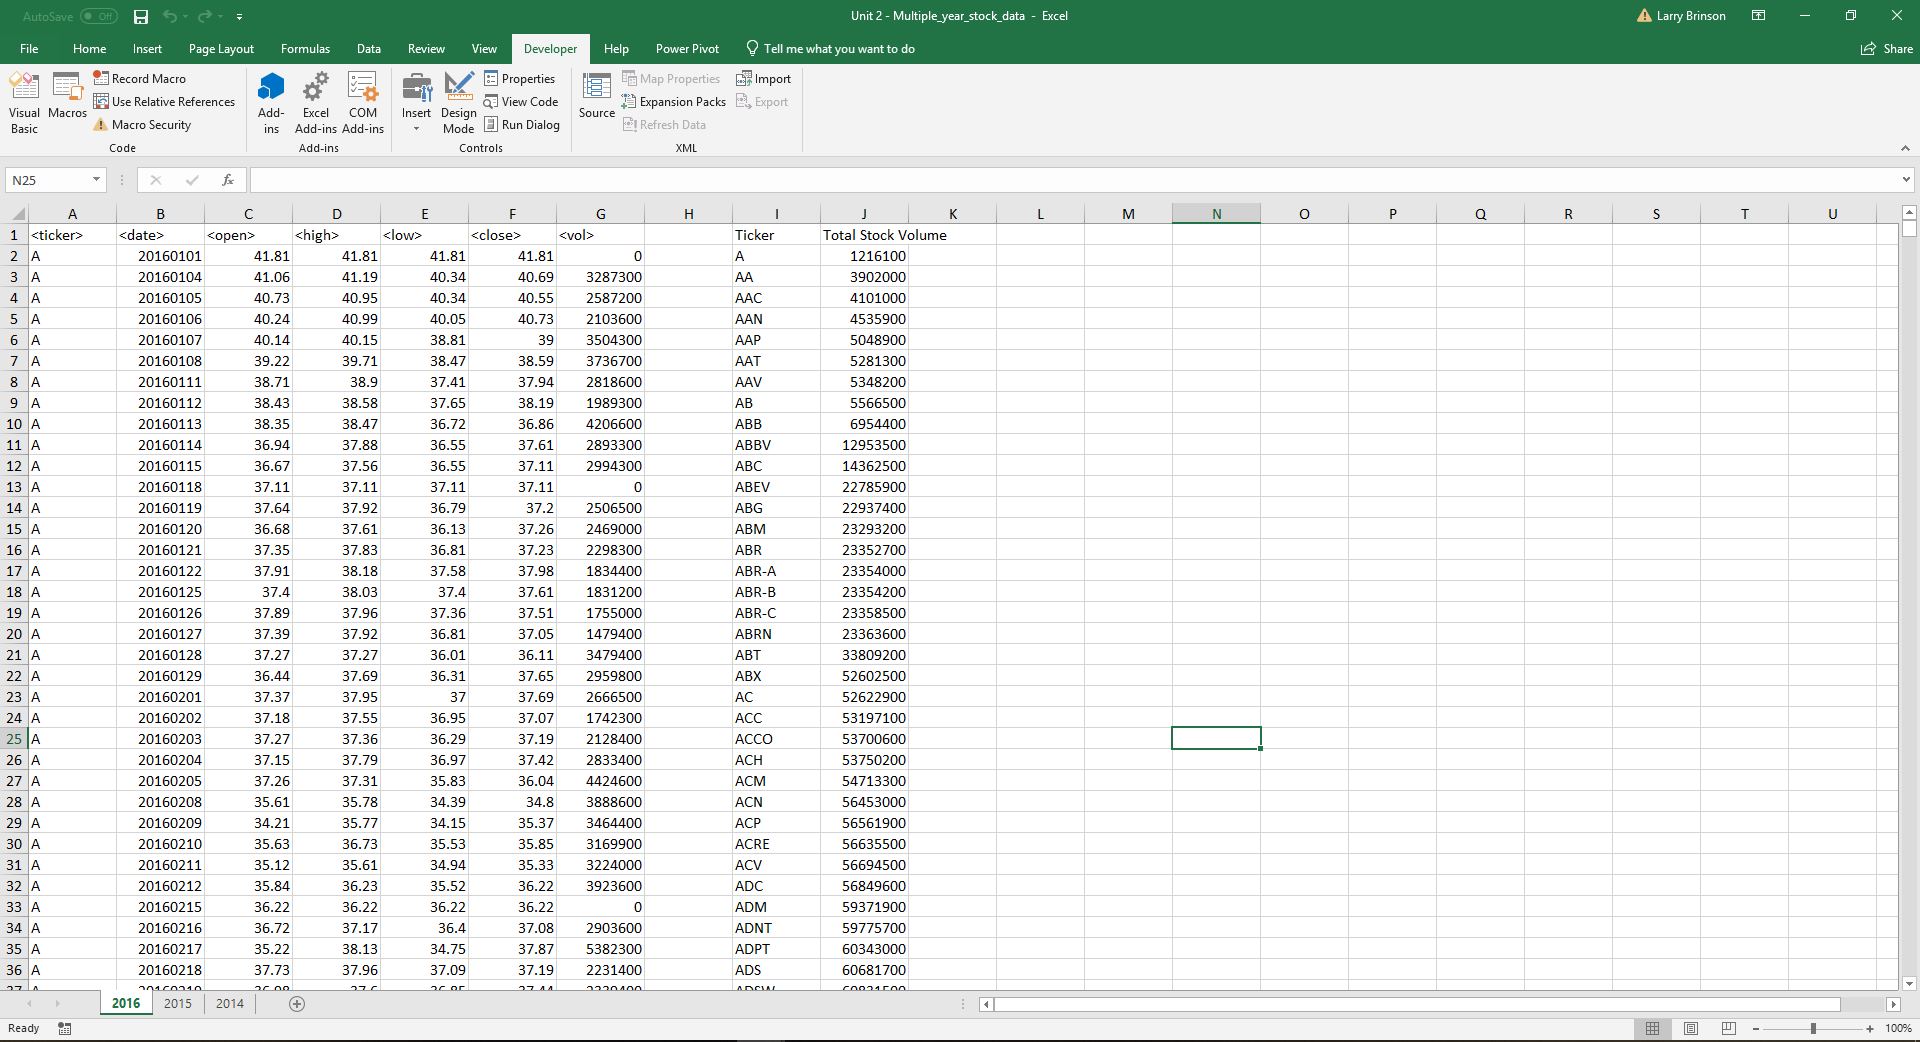 AutoSave Off Unit 2 - Multiple_year_stock_data - Excel Larry Brinson
File Home Insert Page Layout Formulas Data Review View Developer Help Power Pivot Tell me what you want to do Share
Visual Basic Macros Record Macro Use Relative References Macro Security
Add-ins Excel Add-ins COM Add-ins
Insert Design Mode Properties View Code Run Dialog
Source Map Properties Expansion Packs Refresh Data Import Export
Code Add-ins Controls XML
N25 fx
A B C D E F G H I J K L M N O P Q R S T U
1 <ticker> <date> <open> <high> <low> <close> <vol> Ticker Total Stock Volume
2 A 20160101 41.81 41.81 41.81 41.81 0 A 1216100
3 A 20160104 41.06 41.19 40.34 40.69 3287300 AA 3902000
4 A 20160105 40.73 40.95 40.34 40.55 2587200 AAC 4101000
5 A 20160106 40.24 40.99 40.05 40.73 2103600 AAN 4535900
6 A 20160107 40.14 40.15 38.81 39 3504300 AAP 5048900
7 A 20160108 39.22 39.71 38.47 38.59 3736700 AAT 5281300
8 A 20160111 38.71 38.9 37.41 37.94 2818600 AAV 5348200
9 A 20160112 38.43 38.58 37.65 38.19 1989300 AB 5566500
10 A 20160113 38.35 38.47 36.72 36.86 4206600 ABB 6954400
11 A 20160114 36.94 37.88 36.55 37.61 2893300 ABBV 12953500
12 A 20160115 36.67 37.56 36.55 37.11 2994300 ABC 14362500
13 A 20160118 37.11 37.11 37.11 37.11 0 ABEV 22785900
14 A 20160119 37.64 37.92 36.79 37.2 2506500 ABG 22937400
15 A 20160120 36.68 37.61 36.13 37.26 2469000 ABM 23293200
16 A 20160121 37.35 37.83 36.81 37.23 2298300 ABR 23352700
17 A 20160122 37.91 38.18 37.58 37.98 1834400 ABR-A 23354000
18 A 20160125 37.4 38.03 37.4 37.61 1831200 ABR-B 23354200
19 A 20160126 37.89 37.96 37.36 37.51 1755000 ABR-C 23358500
20 A 20160127 37.39 37.92 36.81 37.05 1479400 ABRN 23363600
21 A 20160128 37.27 37.27 36.01 36.11 3479400 ABT 33809200
22 A 20160129 36.44 37.69 36.31 37.65 2959800 ABX 52602500
23 A 20160201 37.37 37.95 37 37.69 2666500 AC 52622900
24 A 20160202 37.18 37.55 36.95 37.07 1742300 ACC 53197100
25 A 20160203 37.27 37.36 36.29 37.19 2128400 ACCO 53700600
26 A 20160204 37.15 37.79 36.97 37.42 2833400 ACH 53750200
27 A 20160205 37.26 37.31 35.83 36.04 4424600 ACM 54713300
28 A 20160208 35.61 35.78 34.39 34.8 3888600 ACN 56453000
29 A 20160209 34.21 35.77 34.15 35.37 3464400 ACP 56561900
30 A 20160210 35.63 36.73 35.53 35.85 3169900 ACRE 56635500
31 A 20160211 35.12 35.61 34.94 35.33 3224000 ACV 56694500
32 A 20160212 35.84 36.23 35.52 36.22 3923600 ADC 56849600
33 A 20160215 36.22 36.22 36.22 36.22 0 ADM 59371900
34 A 20160216 36.72 37.17 36.4 37.08 2903600 ADNT 59775700
35 A 20160217 35.22 38.13 34.75 37.87 5382300 ADPT 60343000
36 A 20160218 37.73 37.96 37.09 37.19 2231400 ADS 60681700
2016 2015 2014
Ready 100%